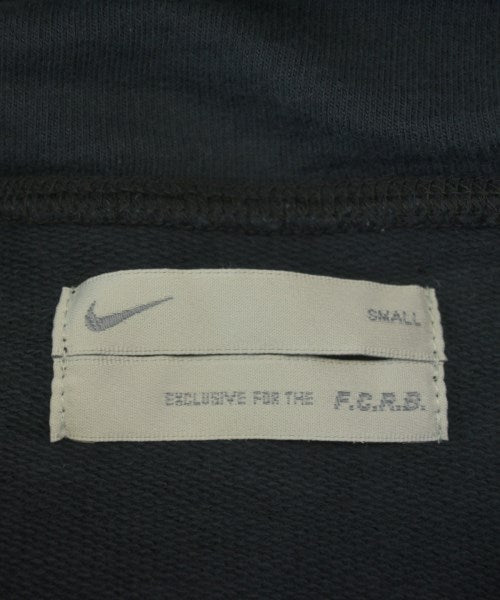 SMALL
EXCLUSIVE FOR THE F.C.R.B.